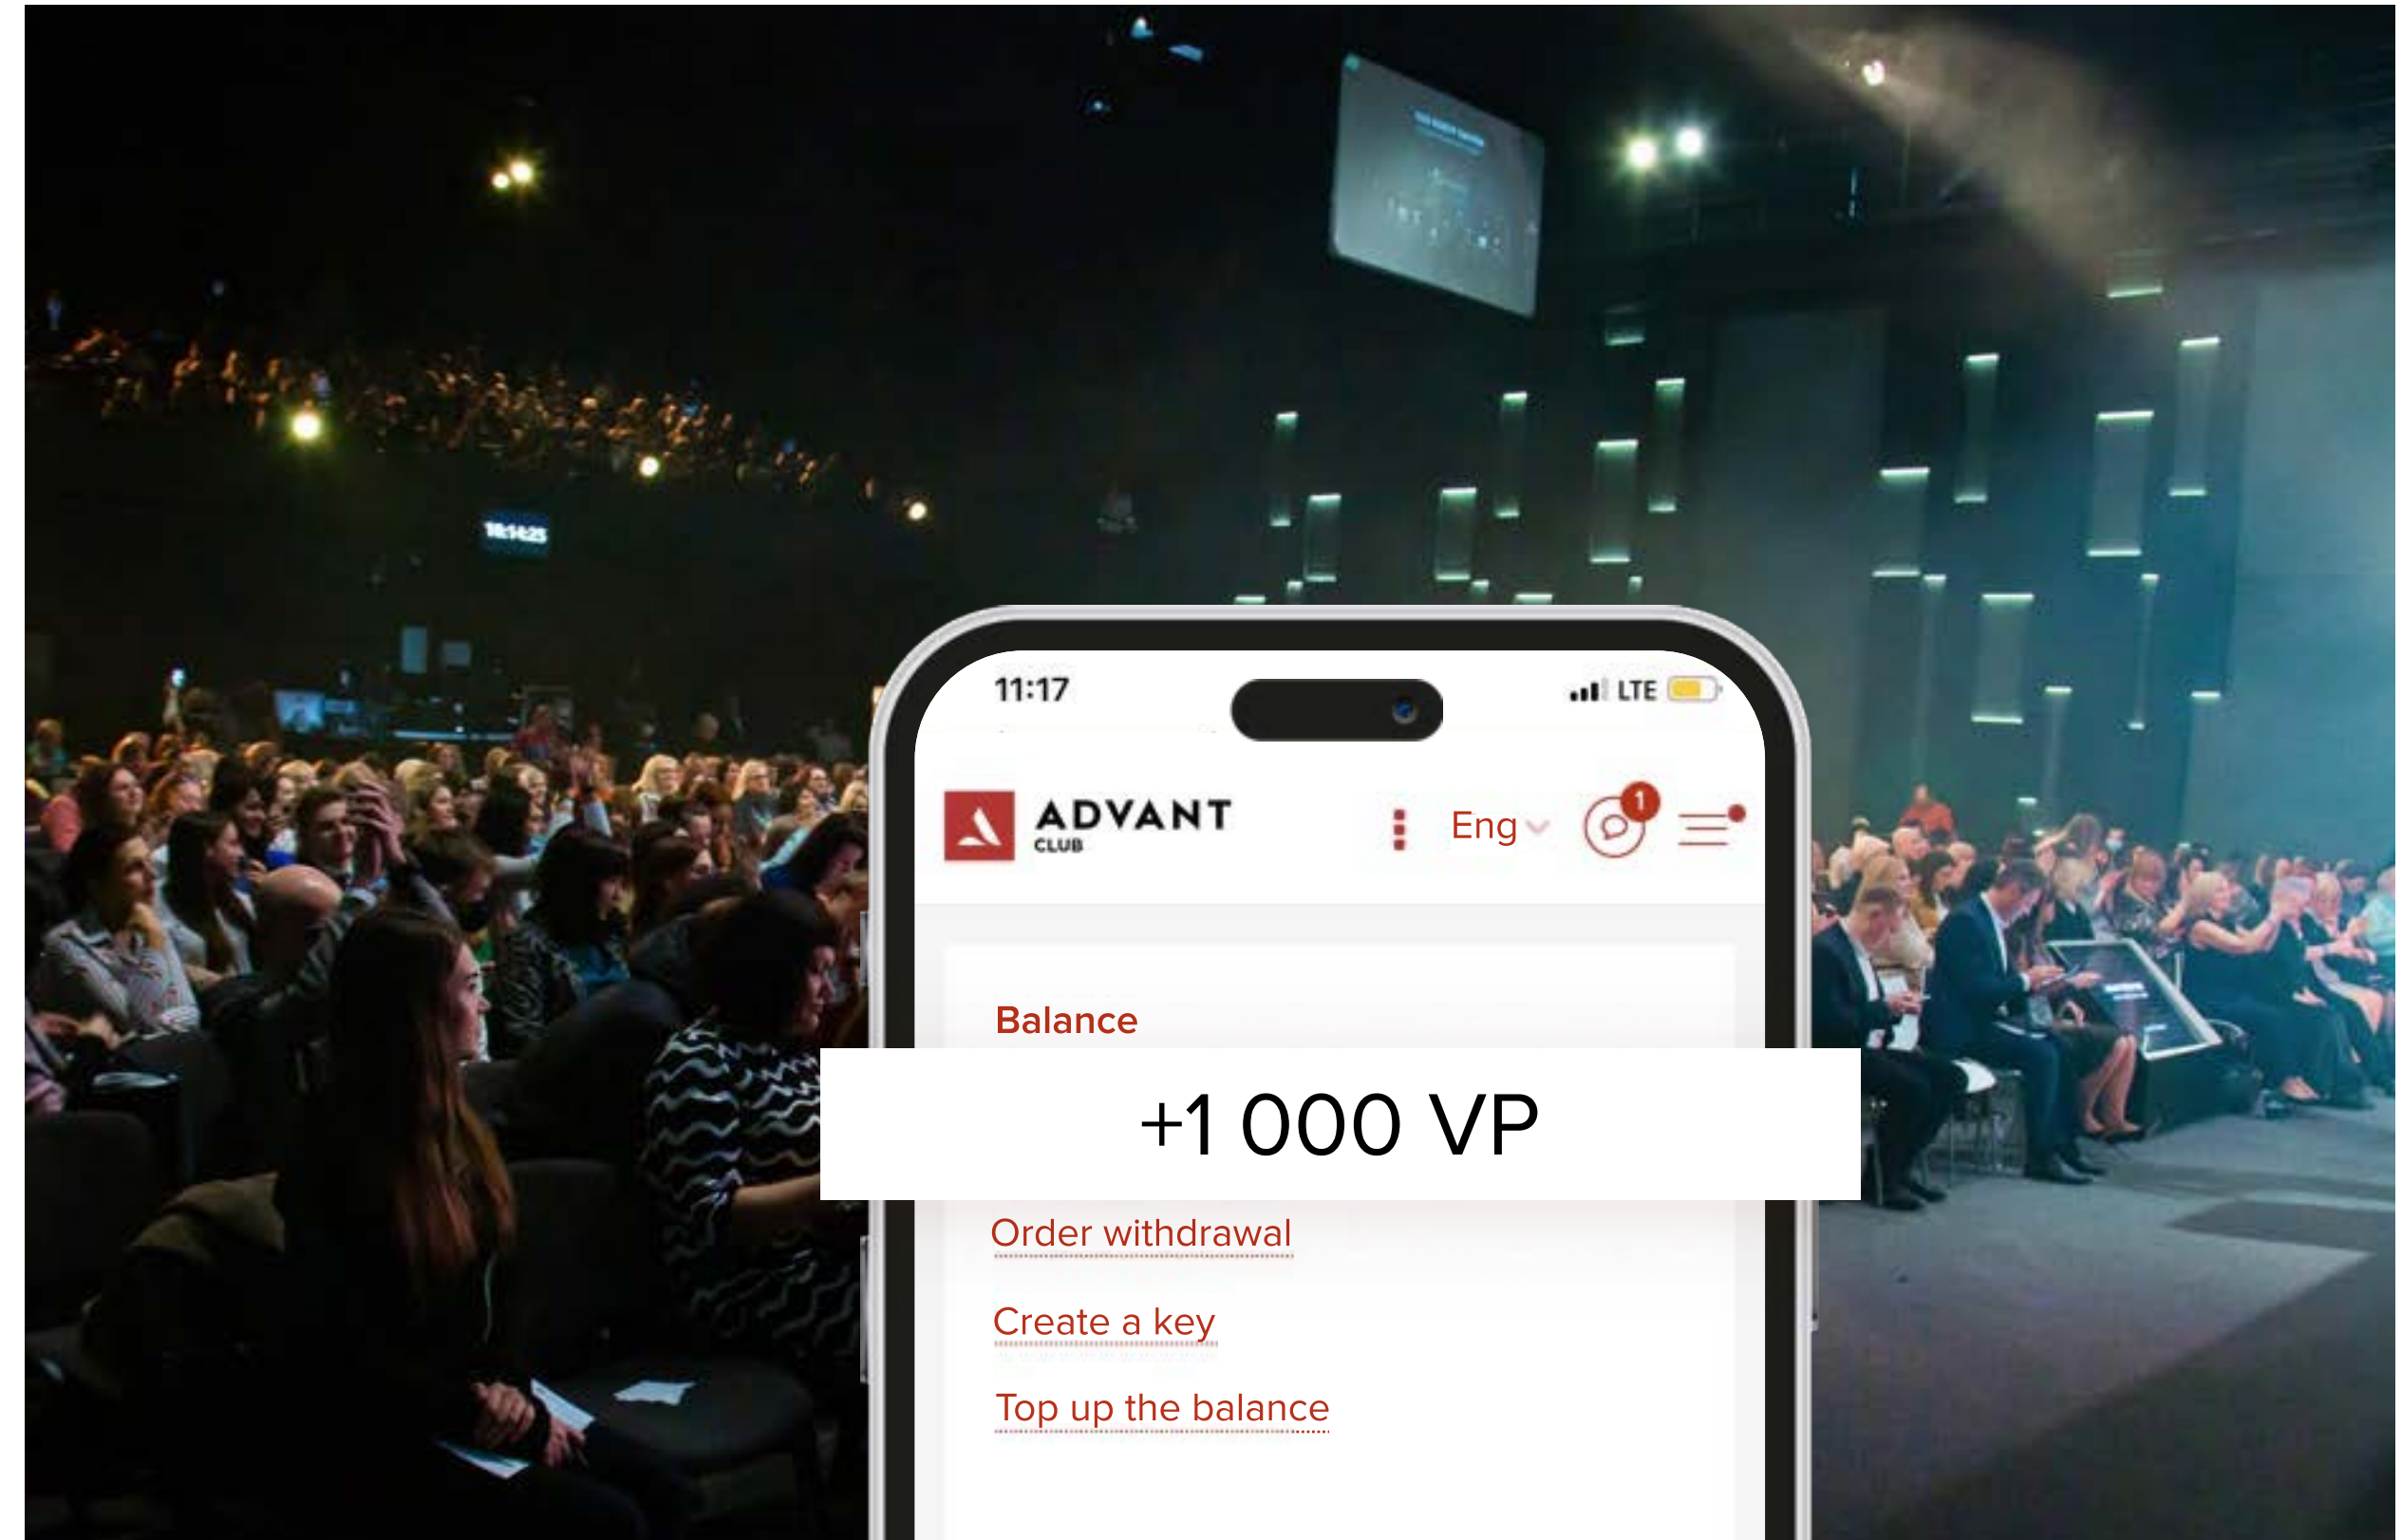 11:17
LTE
ADVANT
CLUB
Eng
1
Balance
+1 000 VP
Order withdrawal
Create a key
Top up the balance